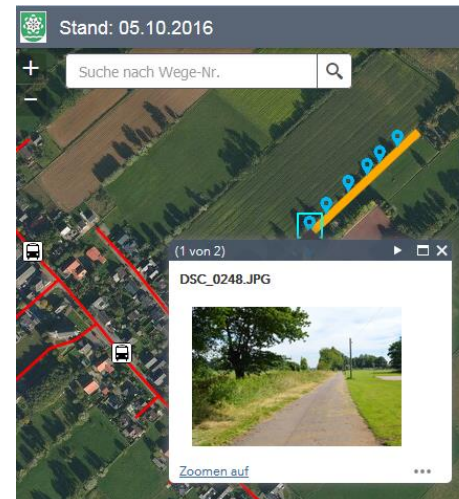 Stand: 05.10.2016
+
Suche nach Wege-Nr.
−
(1 von 2)
DSC_0248.JPG
Zoomen auf